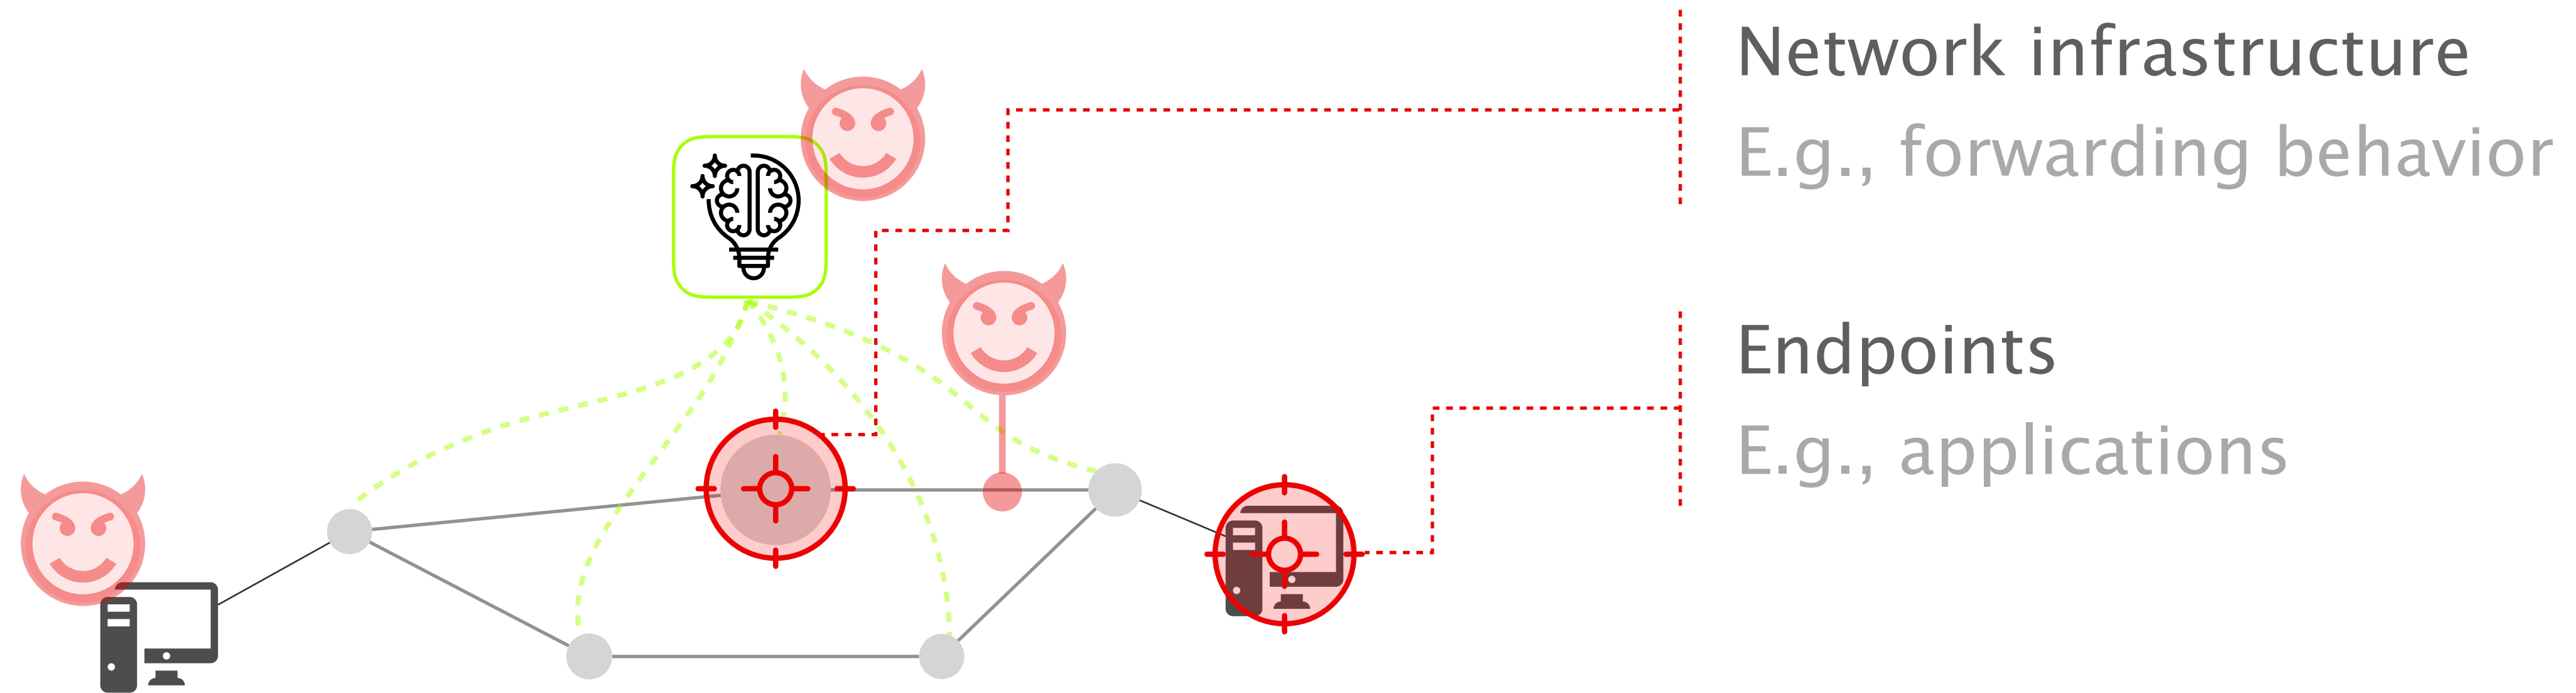 Network infrastructure
E.g., forwarding behavior
Endpoints
E.g., applications